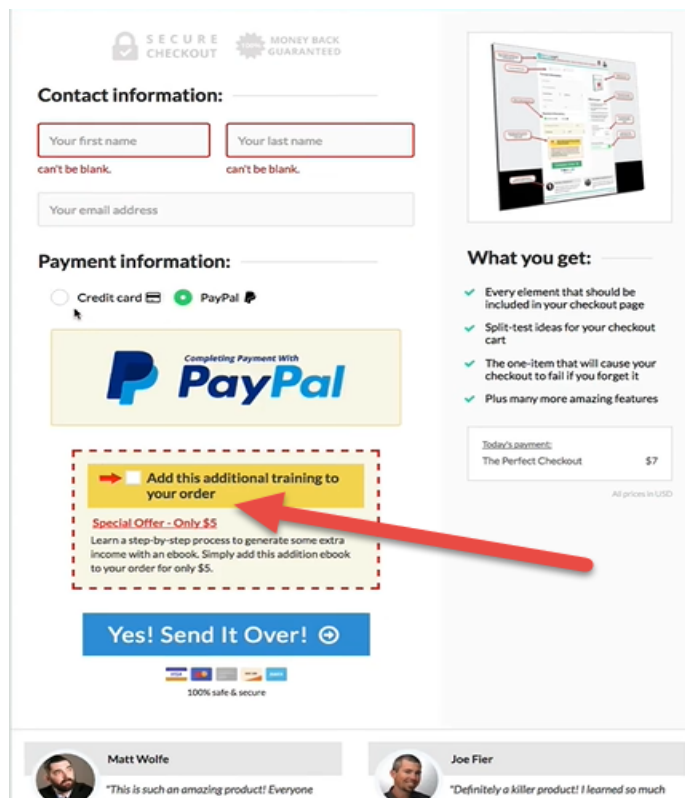 SECURE
CHECKOUT
MONEY BACK
GUARANTEED
Contact information:
Your first name
Your last name
can't be blank.
can't be blank.
Your email address
Payment information:
Credit card
PayPal
Completing Payment With
PayPal
Add this additional training to
your order
Special Offer - Only $5
Learn a step-by-step process to generate some extra
income with an ebook. Simply add this addition ebook
to your order for only $5.
Yes! Send It Over!
VISA
100% safe & secure
What you get:
Every element that should be
included in your checkout page
Split-test ideas for your checkout
cart
The one-item that will cause your
checkout to fail if you forget it
Plus many more amazing features
Today's payment:
The Perfect Checkout $7
All prices in USD
Matt Wolfe
"This is such an amazing product! Everyone
Joe Fier
"Definitely a killer product! I learned so much